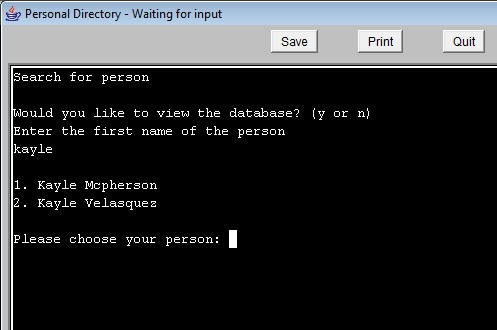 Personal Directory - Waiting for input
Save Print Quit
Search for person
Would you like to view the database? (y or n)
Enter the first name of the person
kayle
1. Kayle Mcpherson
2. Kayle Velasquez
Please choose your person: